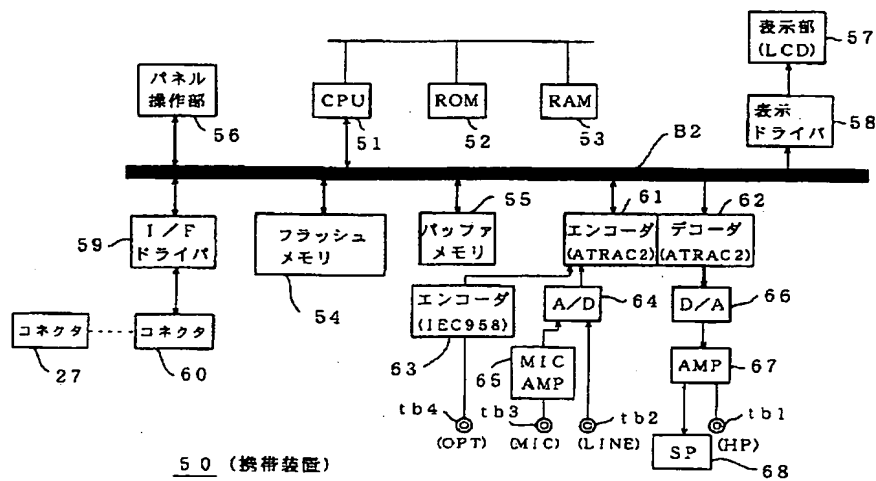 表示部
(LCD)
57
パネル
操作部
56
CPU
51
ROM
52
RAM
53
表示
ドライバ
58
B2
I/F
ドライバ
59
フラッシュ
メモリ
54
バッファ
メモリ
55
エンコーダ
(ATRAC2)
61
デコーダ
(ATRAC2)
62
コネクタ
27
コネクタ
60
エンコーダ
(IEC958)
63
A/D
64
D/A
66
MIC
AMP
65
AMP
67
tb4
(OPT)
tb3
(MIC)
tb2
(LINE)
tb1
(HP)
SP
68
50 (携帯装置)